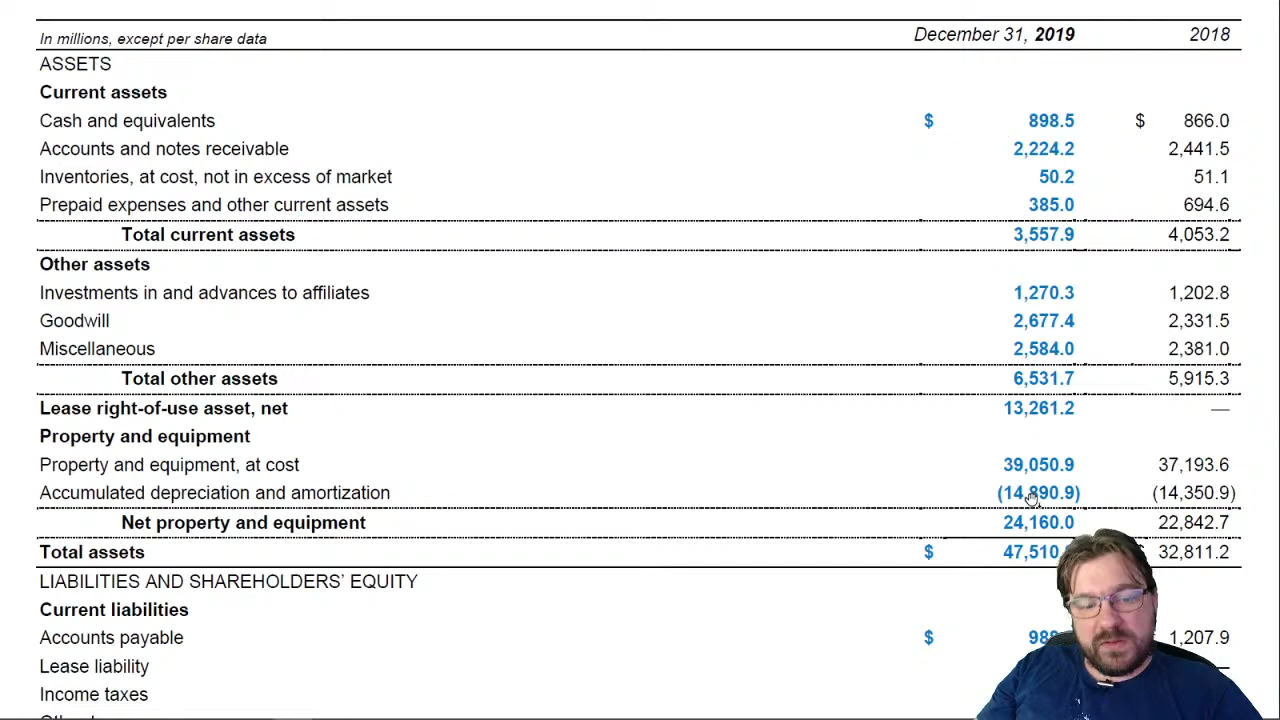 In millions, except per share data December 31, 2019 2018
ASSETS
Current assets
Cash and equivalents $ 898.5 $ 866.0
Accounts and notes receivable 2,224.2 2,441.5
Inventories, at cost, not in excess of market 50.2 51.1
Prepaid expenses and other current assets 385.0 694.6
Total current assets 3,557.9 4,053.2
Other assets
Investments in and advances to affiliates 1,270.3 1,202.8
Goodwill 2,677.4 2,331.5
Miscellaneous 2,584.0 2,381.0
Total other assets 6,531.7 5,915.3
Lease right-of-use asset, net 13,261.2 —
Property and equipment
Property and equipment, at cost 39,050.9 37,193.6
Accumulated depreciation and amortization (14,890.9) (14,350.9)
Net property and equipment 24,160.0 22,842.7
Total assets $ 47,510. 32,811.2
LIABILITIES AND SHAREHOLDERS’ EQUITY
Current liabilities
Accounts payable $ 1,207.9
Lease liability
Income taxes